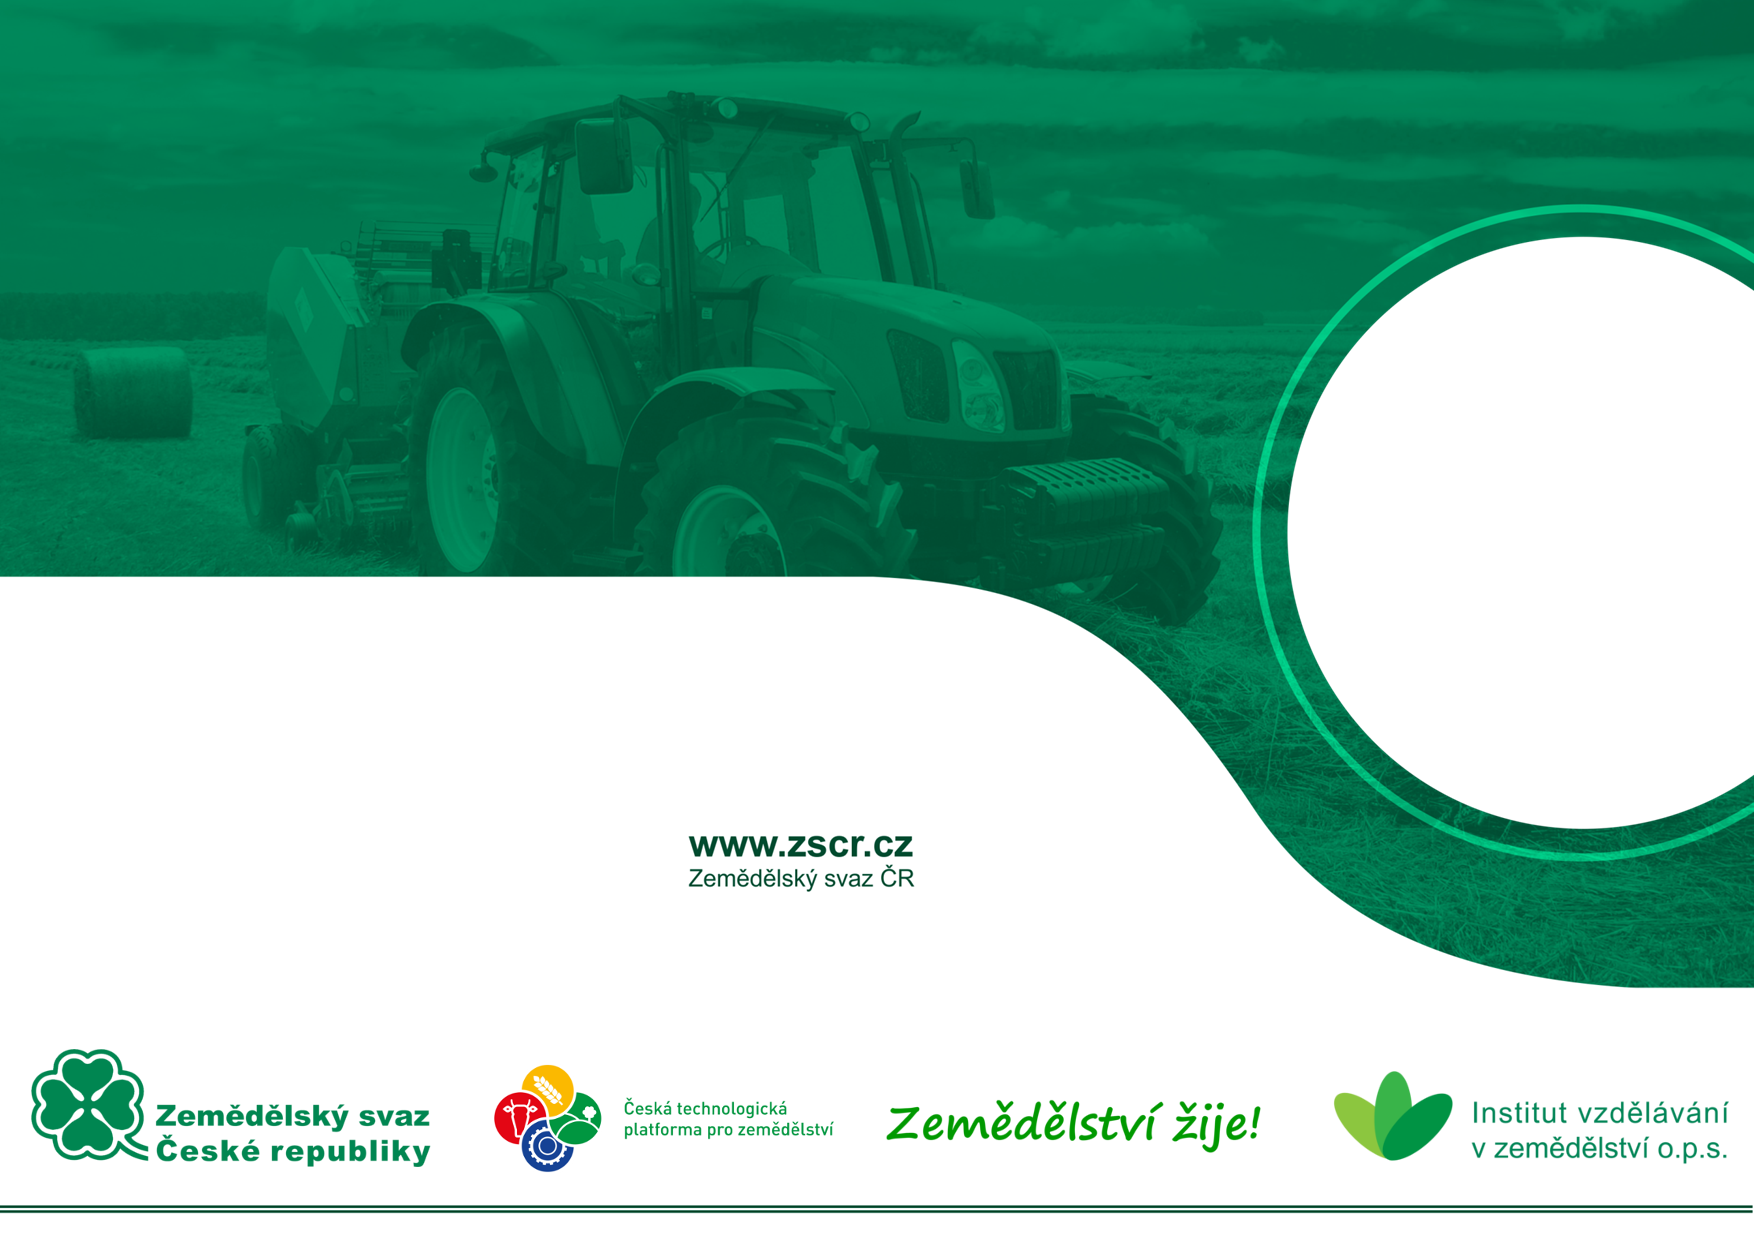 www.zscr.cz
Zemědělský svaz ČR
Zemědělský svaz
České republiky
Česká technologická
platforma pro zemědělství
Zemědělství žije!
Institut vzdělávání
v zemědělství o.p.s.